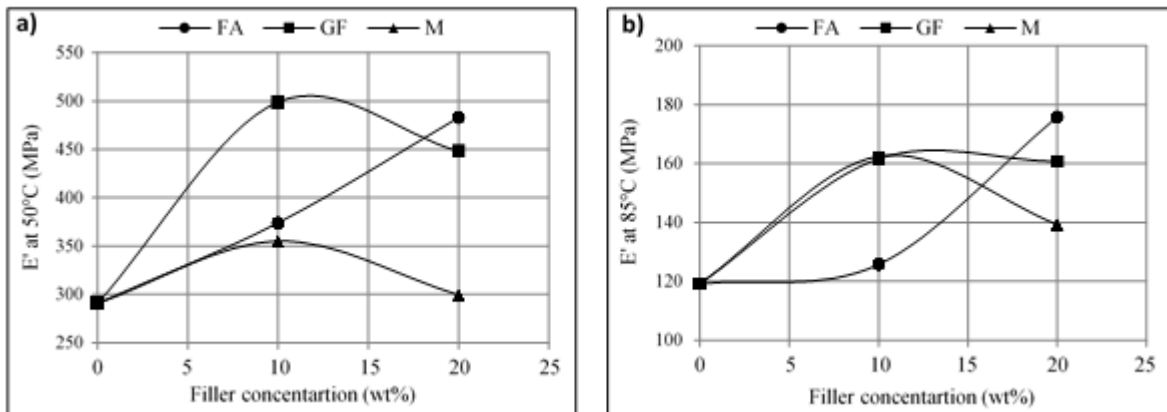 a) FA GF M
550
500
450
400
350
300
250
E' at 50°C (MPa)
0 5 10 15 20 25
Filler concentartion (wt%)
b) FA GF M
200
180
160
140
120
100
E' at 85°C (MPa)
0 5 10 15 20 25
Filler concentartion (wt%)